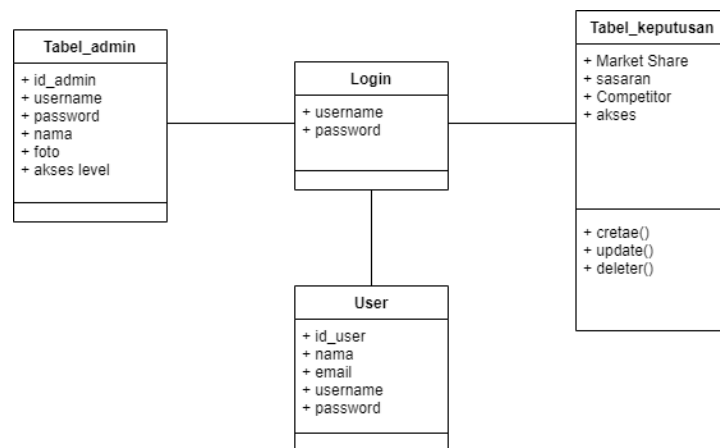 Tabel_admin
+ id_admin
+ username
+ password
+ nama
+ foto
+ akses level
Login
+ username
+ password
Tabel_keputusan
+ Market Share
+ sasaran
+ Competitor
+ akses
+ cretae()
+ update()
+ deleter()
User
+ id_user
+ nama
+ email
+ username
+ password